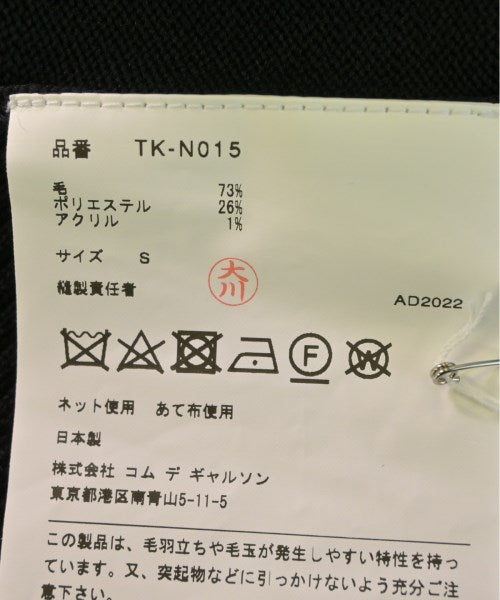 品番 TK-N015
毛 73%
ポリエステル 26%
アクリル 1%
サイズ S
縫製責任者 大川
AD2022
F W
ネット使用 あて布使用
日本製
株式会社 コム デ ギャルソン
東京都港区南青山5-11-5
この製品は、毛羽立ちや毛玉が発生しやすい特性を持っ
ています。又、突起物などに引っかけないよう充分ご注
意下さい。